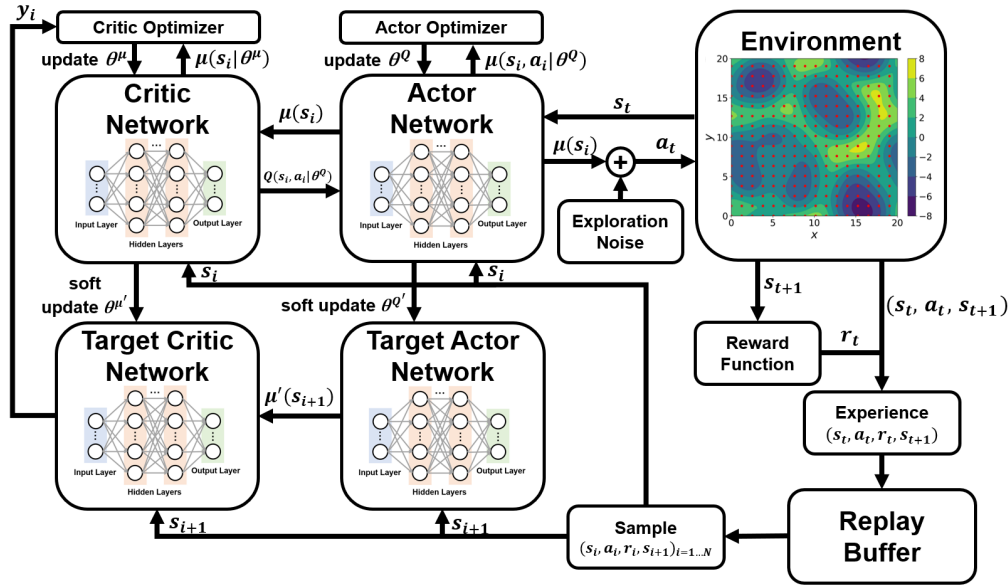 y_i
Critic Optimizer
Actor Optimizer
update θ^μ
μ(s_i|θ^μ)
update θ^Q
μ(s_i, a_i|θ^Q)
Critic
Network
...
Input Layer
Output Layer
Hidden Layers
μ(s_i)
Q(s_i, a_i|θ^Q)
Actor
Network
...
Input Layer
Output Layer
Hidden Layers
s_t
μ(s_i)
+
a_t
Exploration
Noise
Environment
20
15
10
5
0
y
0
5
10
15
20
x
8
6
4
2
0
−2
−4
−6
−8
s_i
s_i
soft
update θ^μ'
soft update θ^Q'
s_{t+1}
(s_t, a_t, s_{t+1})
Reward
Function
r_t
Target Critic
Network
...
Input Layer
Output Layer
Hidden Layers
μ'(s_{i+1})
Target Actor
Network
...
Input Layer
Output Layer
Hidden Layers
Experience
(s_t, a_t, r_t, s_{t+1})
s_{i+1}
s_{i+1}
Sample
(s_i, a_i, r_i, s_{i+1})_{i=1...N}
Replay
Buffer